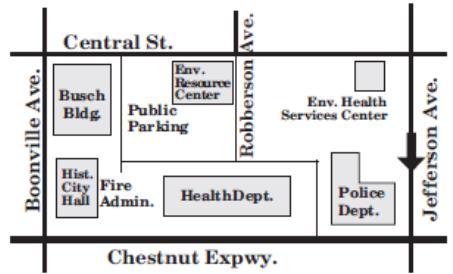 Central St.
Boonville Ave.
Busch
Bldg.
Public
Parking
Env.
Resource
Center
Robberson Ave.
Env. Health
Services Center
Jefferson Ave.
Hist.
City
Hall
Fire
Admin.
HealthDept.
Police
Dept.
Chestnut Expwy.